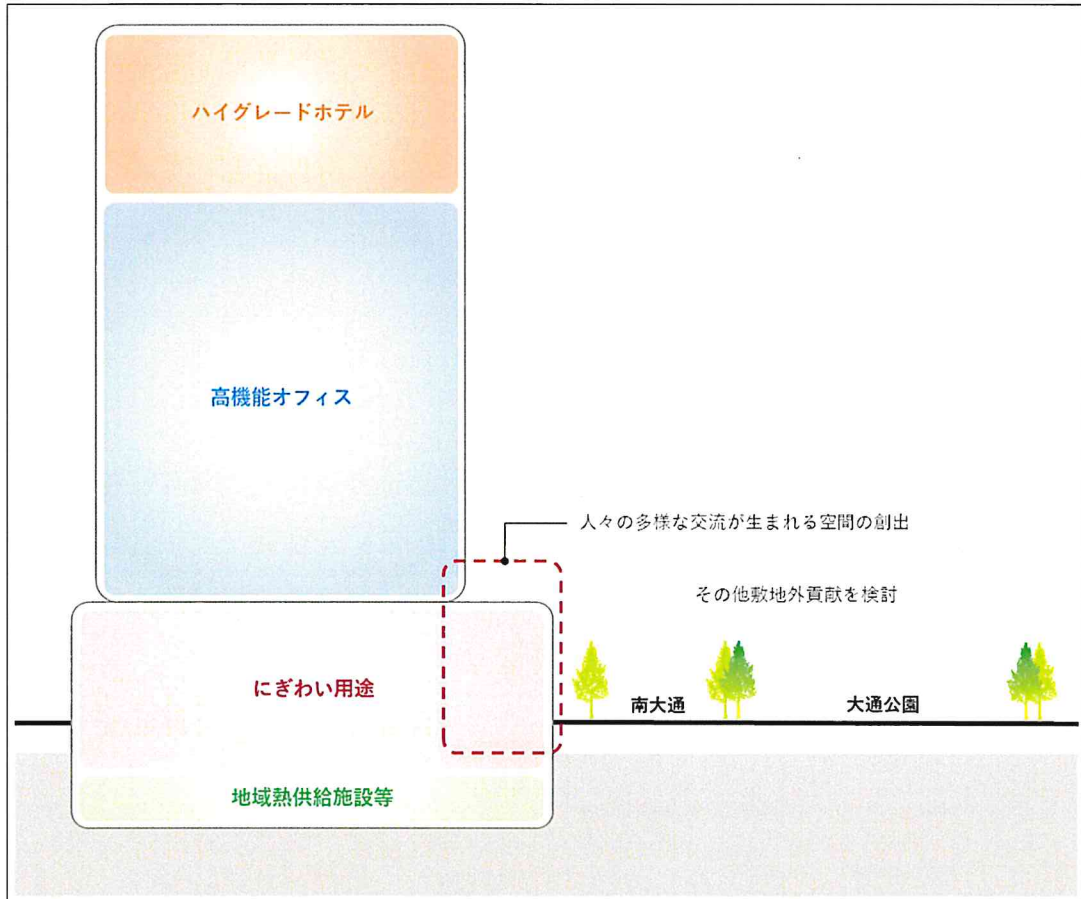 ハイグレードホテル
高機能オフィス
人々の多様な交流が生まれる空間の創出
その他敷地外貢献を検討
にぎわい用途
南大通
大通公園
地域熱供給施設等